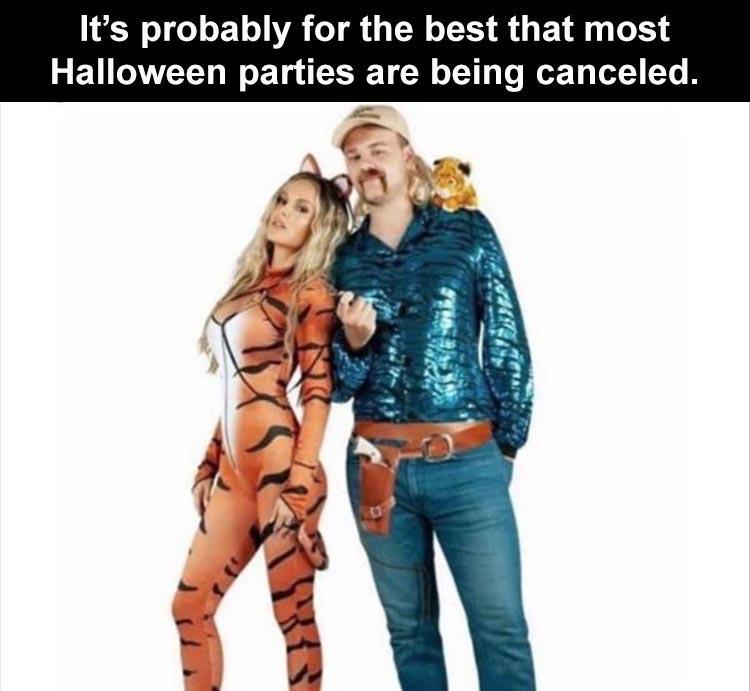 It’s probably for the best that most
Halloween parties are being canceled.